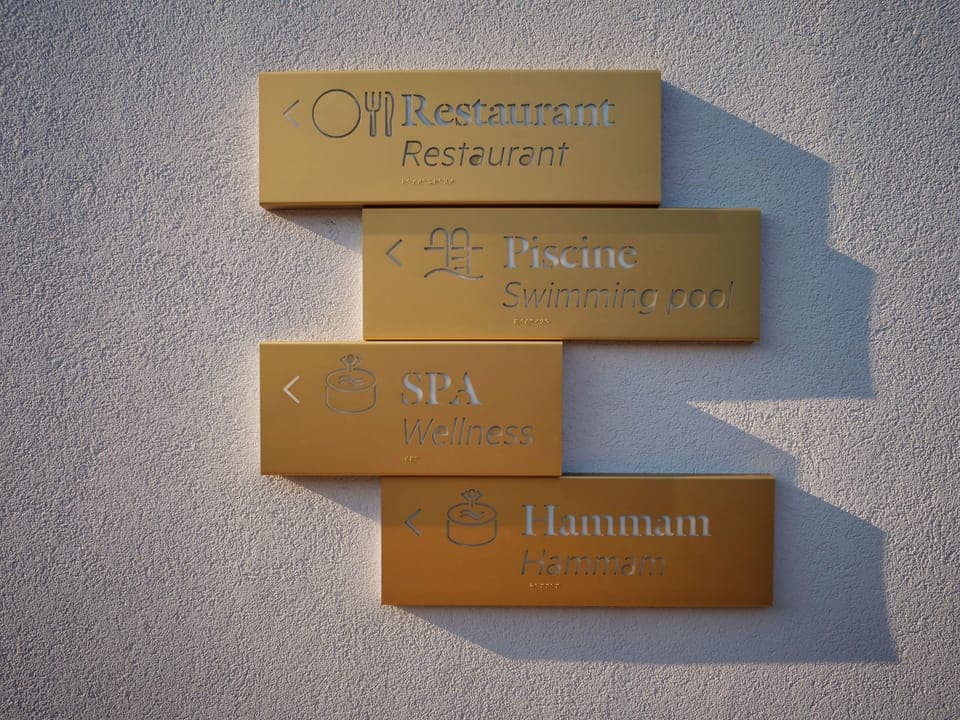 Restaurant
Restaurant
Piscine
Swimming pool
SPA
Wellness
Hammam
Hammam